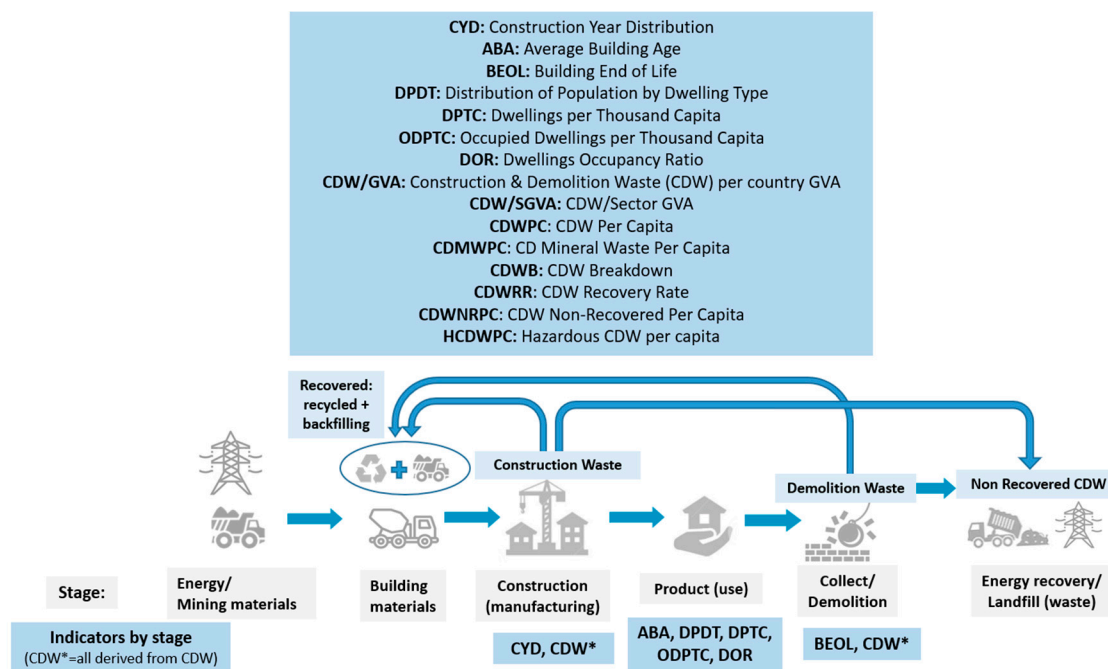 CYD: Construction Year Distribution
ABA: Average Building Age
BEOL: Building End of Life
DPDT: Distribution of Population by Dwelling Type
DPTC: Dwellings per Thousand Capita
ODPTC: Occupied Dwellings per Thousand Capita
DOR: Dwellings Occupancy Ratio
CDW/GVA: Construction & Demolition Waste (CDW) per country GVA
CDW/SGVA: CDW/Sector GVA
CDWPC: CDW Per Capita
CDMWPC: CD Mineral Waste Per Capita
CDWB: CDW Breakdown
CDWRR: CDW Recovery Rate
CDWNRPC: CDW Non-Recovered Per Capita
HCDWPC: Hazardous CDW per capita
Recovered:
recycled +
backfilling
Construction Waste
Demolition Waste
Non Recovered CDW
Stage:
Energy/
Mining materials
Building
materials
Construction
(manufacturing)
Product (use)
Collect/
Demolition
Energy recovery/
Landfill (waste)
Indicators by stage
(CDW*=all derived from CDW)
CYD, CDW*
ABA, DPDT, DPTC,
ODPTC, DOR
BEOL, CDW*